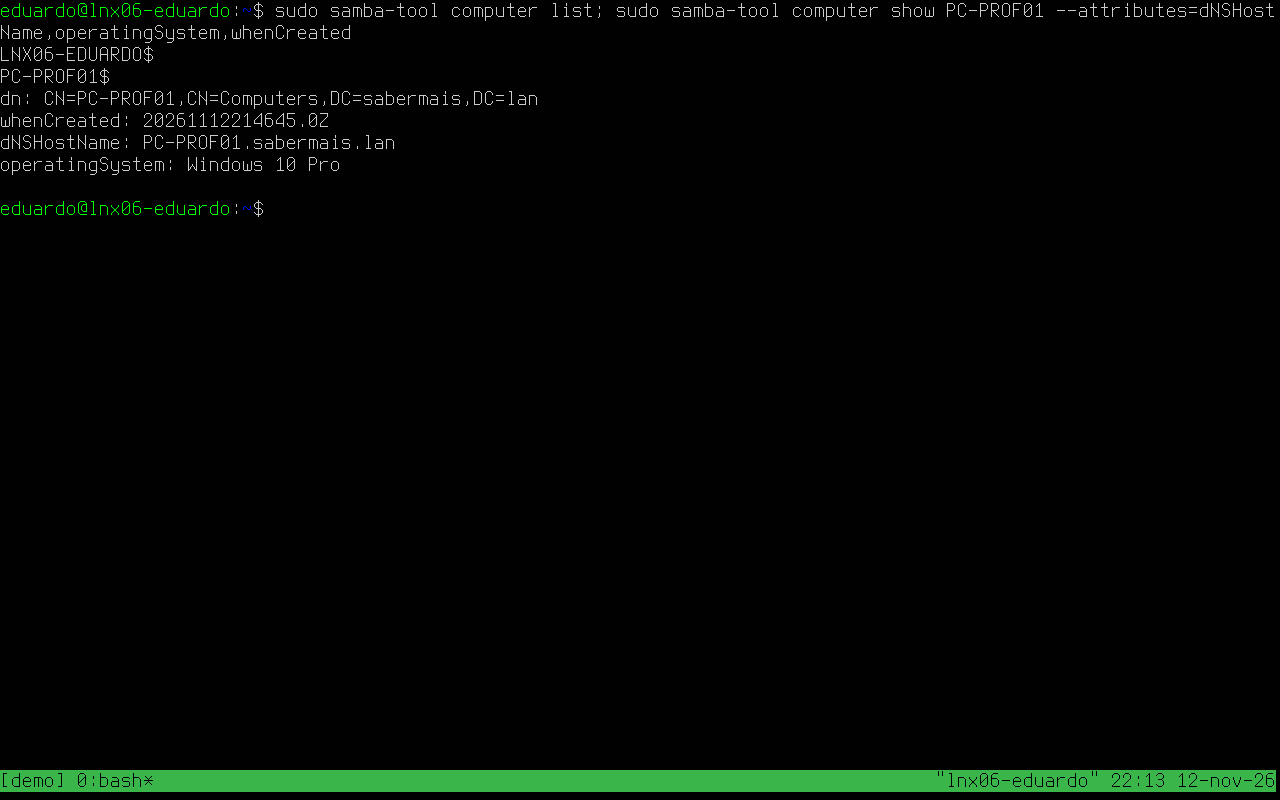 eduardo@lnx06-eduardo:~$ sudo samba-tool computer list; sudo samba-tool computer show PC-PROF01 --attributes=dNSHost
Name,operatingSystem,whenCreated
LNX06-EDUARDO$
PC-PROF01$
dn: CN=PC-PROF01,CN=Computers,DC=sabermais,DC=lan
whenCreated: 20261112214645.0Z
dNSHostName: PC-PROF01.sabermais.lan
operatingSystem: Windows 10 Pro
eduardo@lnx06-eduardo:~$
[demo] 0:bash* "lnx06-eduardo" 22:13 12-nov-26